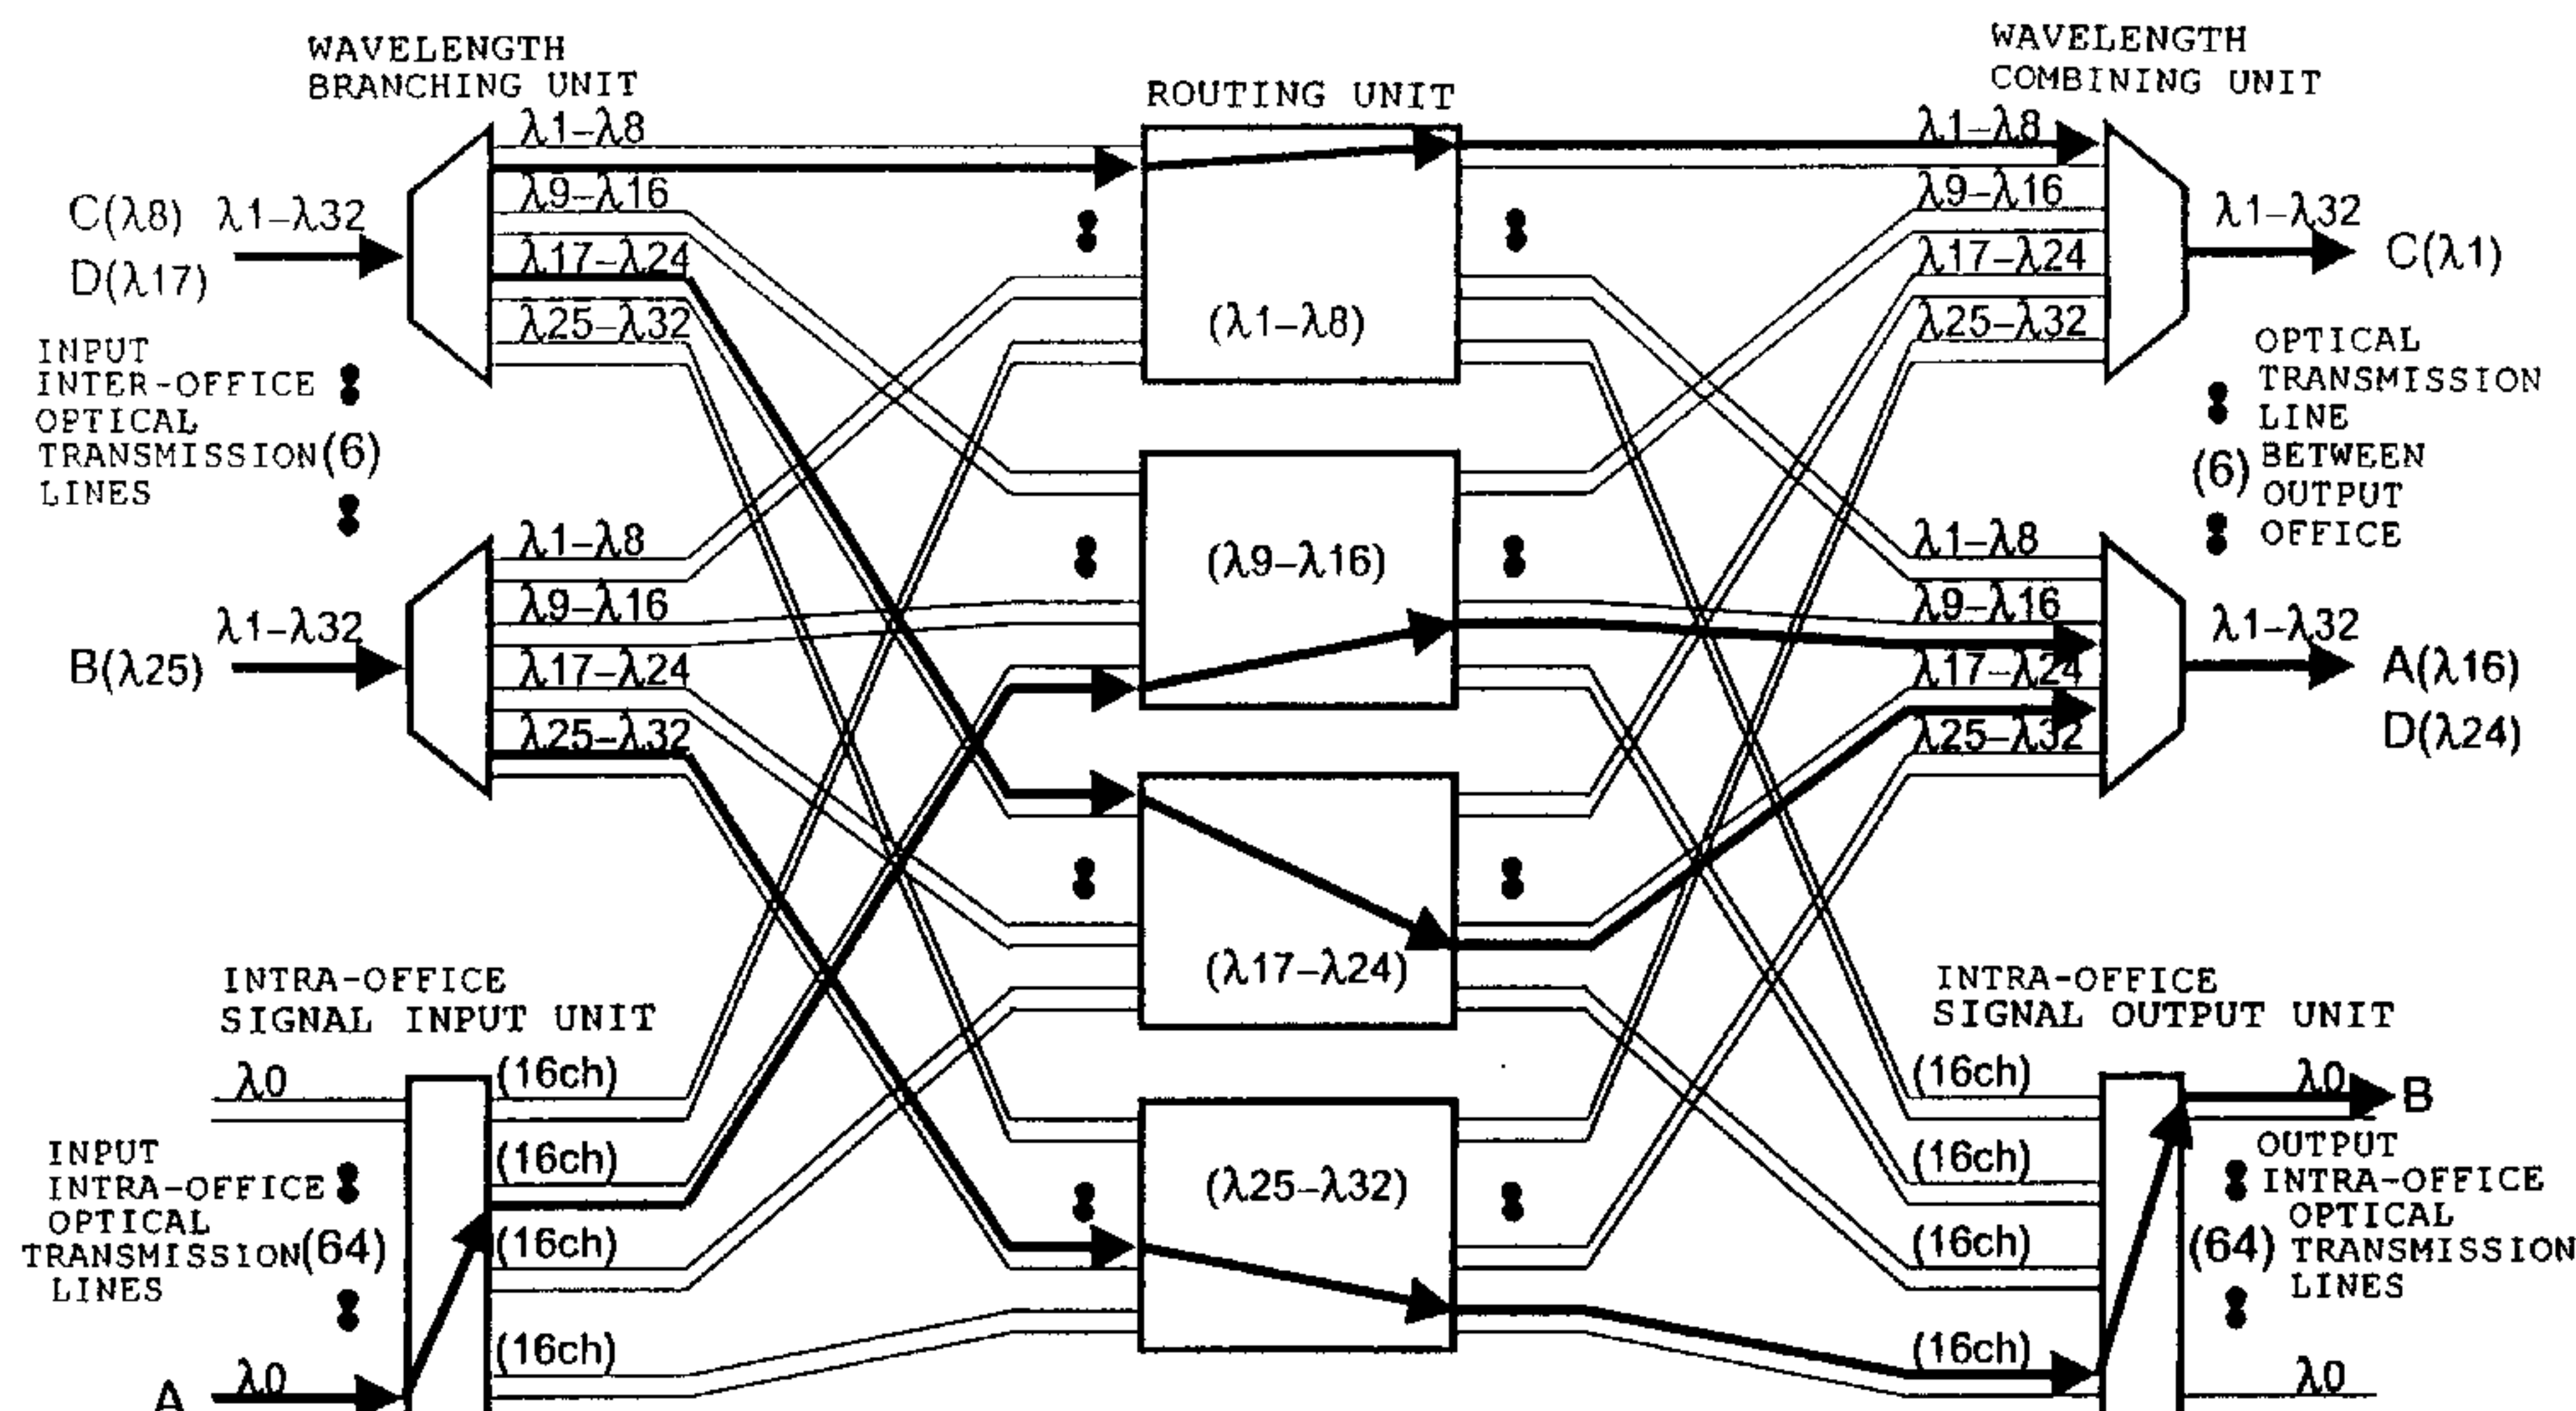 WAVELENGTH
BRANCHING UNIT
ROUTING UNIT
WAVELENGTH
COMBINING UNIT
λ1–λ8
λ9–λ16
λ17–λ24
λ25–λ32
C(λ8) λ1–λ32
D(λ17)
INPUT
INTER-OFFICE
OPTICAL
TRANSMISSION(6)
LINES
λ1–λ8
λ9–λ16
λ17–λ24
λ25–λ32
λ1–λ32
B(λ25)
INTRA-OFFICE
SIGNAL INPUT UNIT
λ0
(16ch)
(16ch)
(16ch)
(16ch)
INPUT
INTRA-OFFICE
OPTICAL
TRANSMISSION(64)
LINES
A λ0
(λ1–λ8)
(λ9–λ16)
(λ17–λ24)
(λ25–λ32)
λ1–λ8
λ9–λ16
λ17–λ24
λ25–λ32
λ1–λ32
C(λ1)
OPTICAL
TRANSMISSION
LINE
(6) BETWEEN
OUTPUT
OFFICE
λ1–λ8
λ9–λ16
λ17–λ24
λ25–λ32
λ1–λ32
A(λ16)
D(λ24)
INTRA-OFFICE
SIGNAL OUTPUT UNIT
(16ch)
(16ch)
(16ch)
(16ch)
λ0 B
OUTPUT
INTRA-OFFICE
OPTICAL
(64) TRANSMISSION
LINES
λ0